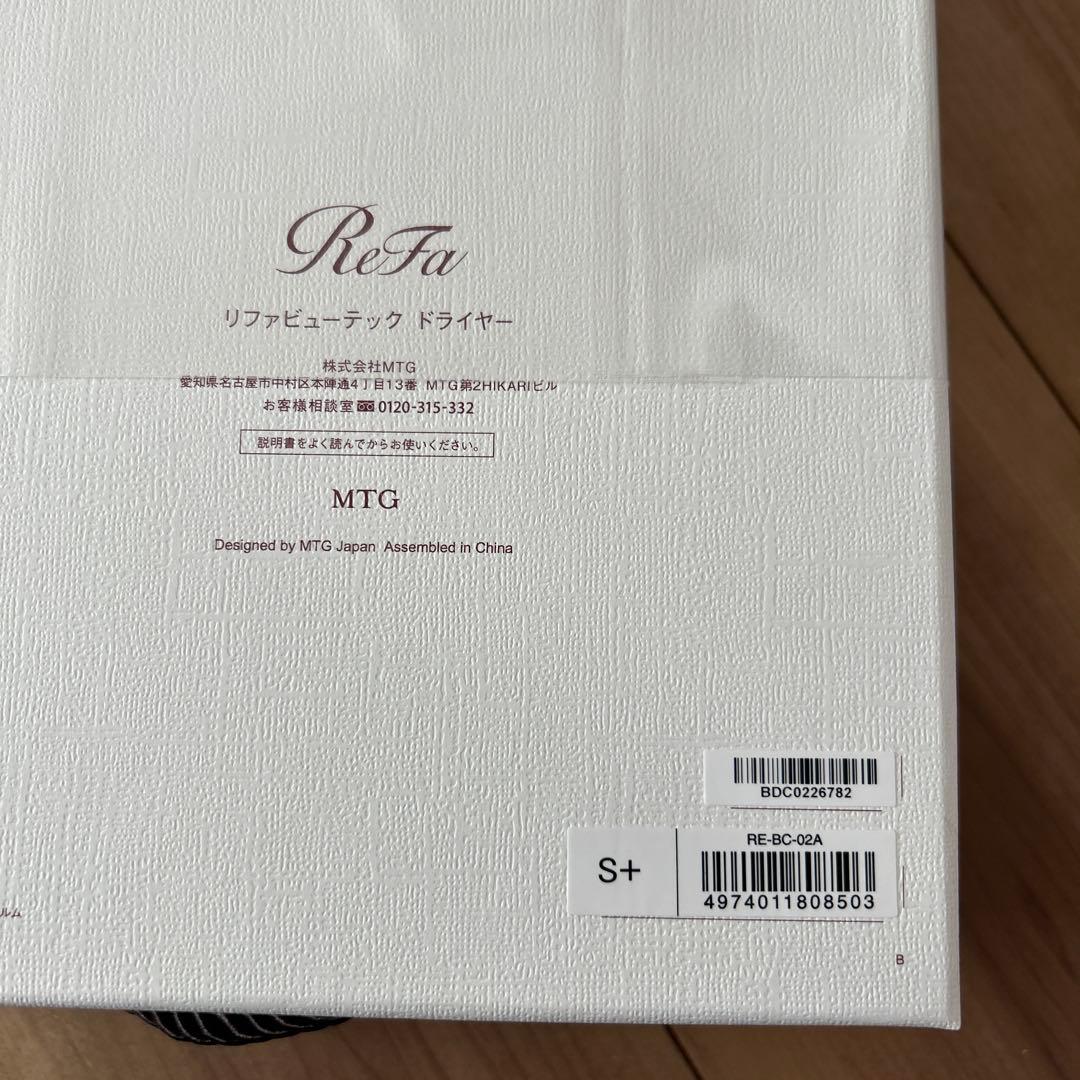 ReFa
リファビューテック ドライヤー
株式会社MTG
愛知県名古屋市中村区本陣通4丁目13番 MTG第2HIKARIビル
お客様相談室 0120-315-332
説明書をよく読んでからお使いください。
MTG
Designed by MTG Japan Assembled in China
BDC0226782
RE-BC-02A
S+
4974011808503
ルム
B